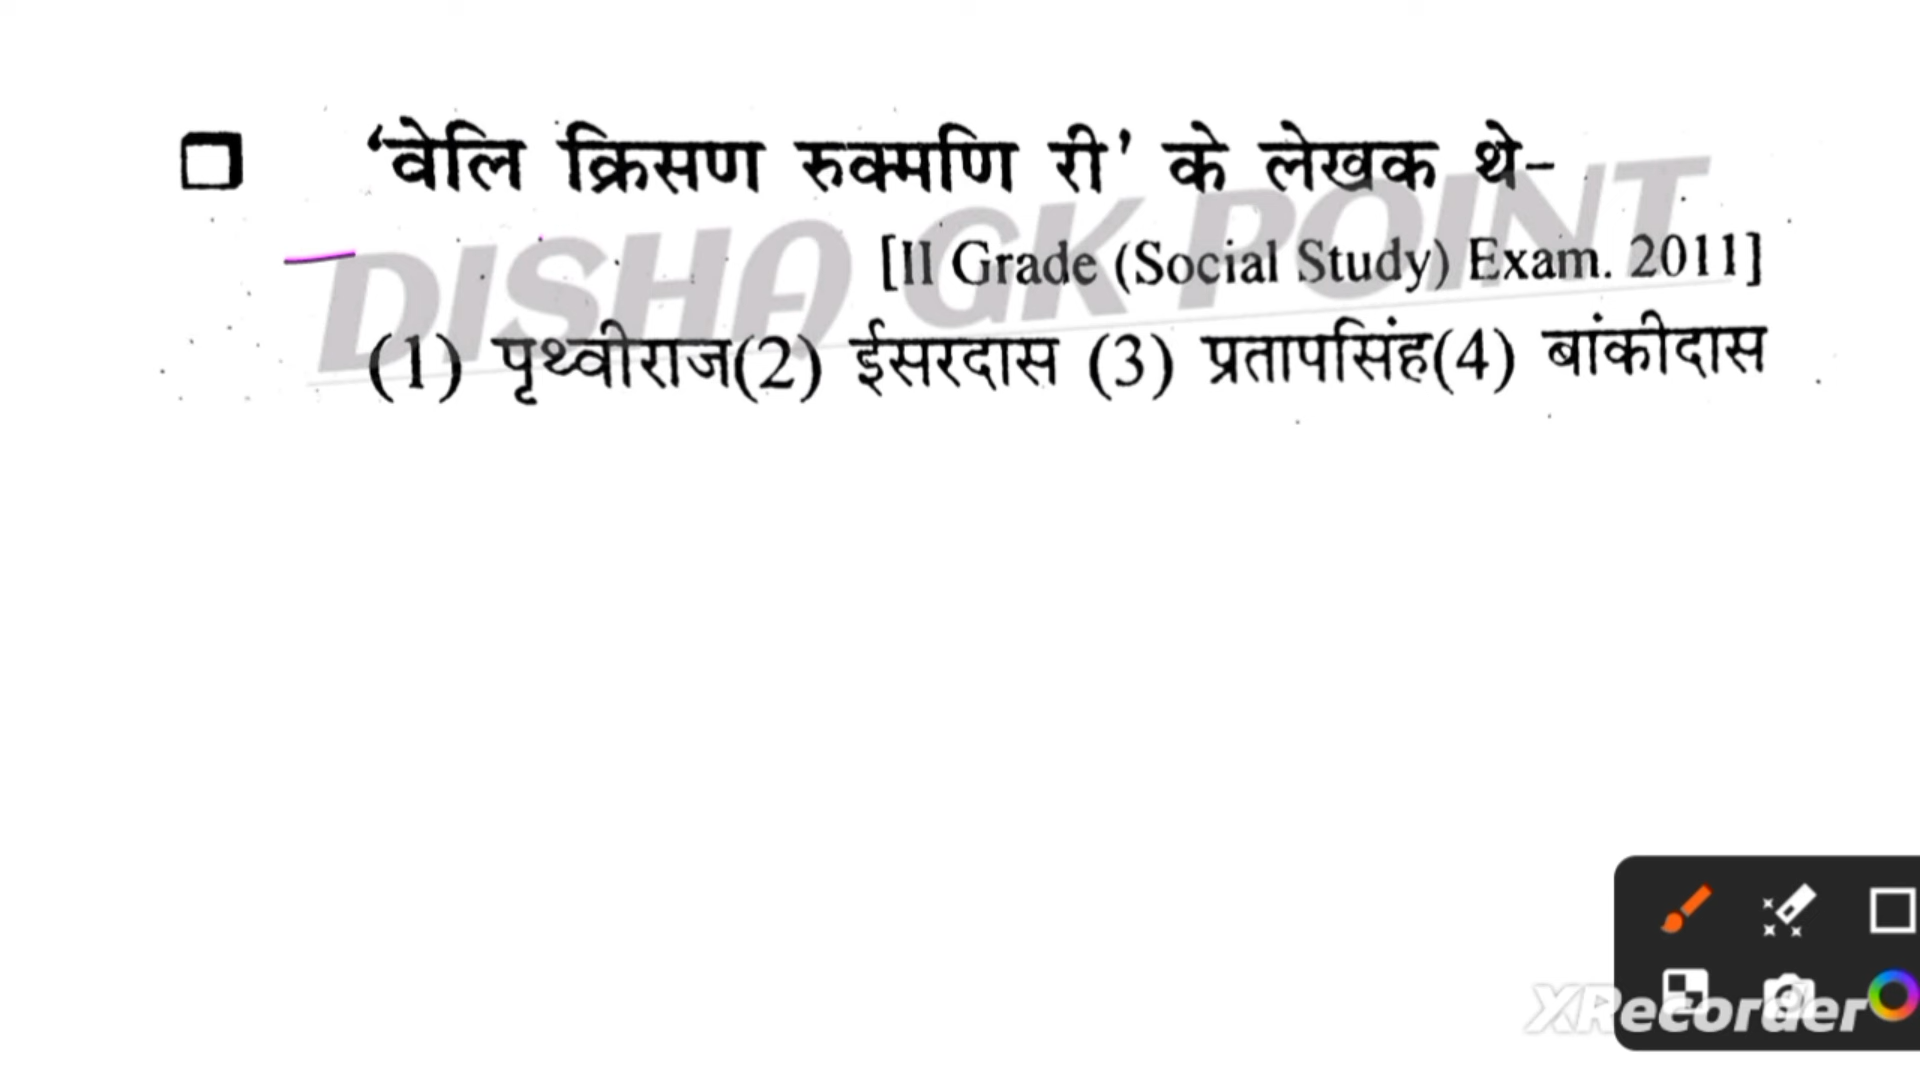 'वेलि क्रिसण रुक्मणि री' के लेखक थे-
[II Grade (Social Study) Exam. 2011]
(1) पृथ्वीराज(2) ईसरदास (3) प्रतापसिंह(4) बांकीदास
DISHA GK POINT
XRecorder